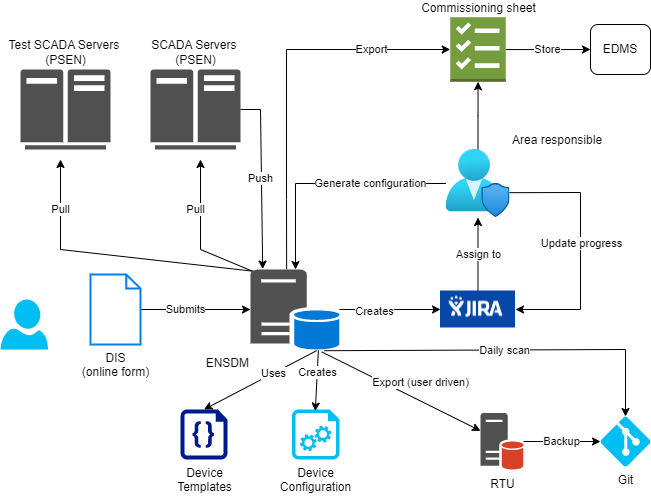 Commissioning sheet
Test SCADA Servers
(PSEN)
SCADA Servers
(PSEN)
Export
Store
EDMS
Area responsible
Push
Generate configuration
Pull
Pull
Update progress
Assign to
Submits
Creates
JIRA
DIS
(online form)
ENSDM
Uses
Creates
Daily scan
Export (user driven)
Backup
Device
Templates
Device
Configuration
RTU
Git